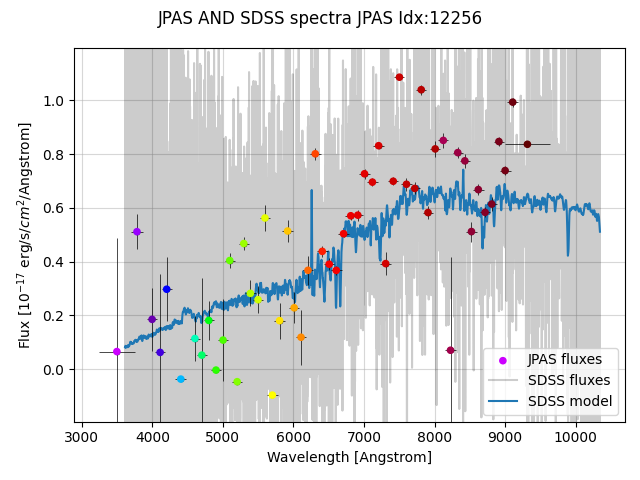 JPAS AND SDSS spectra JPAS Idx:12256
1.0
0.8
0.6
0.4
0.2
0.0
Flux [10⁻¹⁷ erg/s/cm²/Angstrom]
JPAS fluxes
SDSS fluxes
SDSS model
3000 4000 5000 6000 7000 8000 9000 10000
Wavelength [Angstrom]